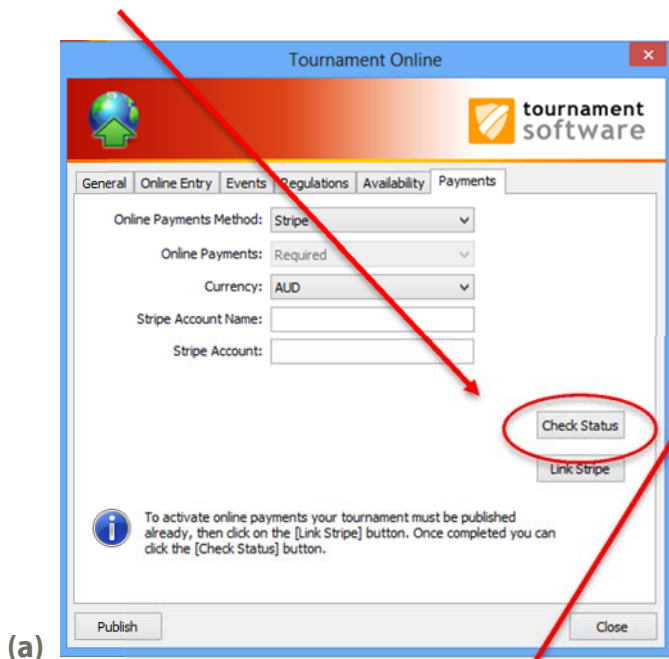 Tournament Online
tournament
software
General Online Entry Events Regulations Availability Payments
Online Payments Method: Stripe
Online Payments: Required
Currency: AUD
Stripe Account Name:
Stripe Account:
Check Status
Link Stripe
To activate online payments your tournament must be published
already, then click on the [Link Stripe] button. Once completed you can
click the [Check Status] button.
Publish Close
(a)